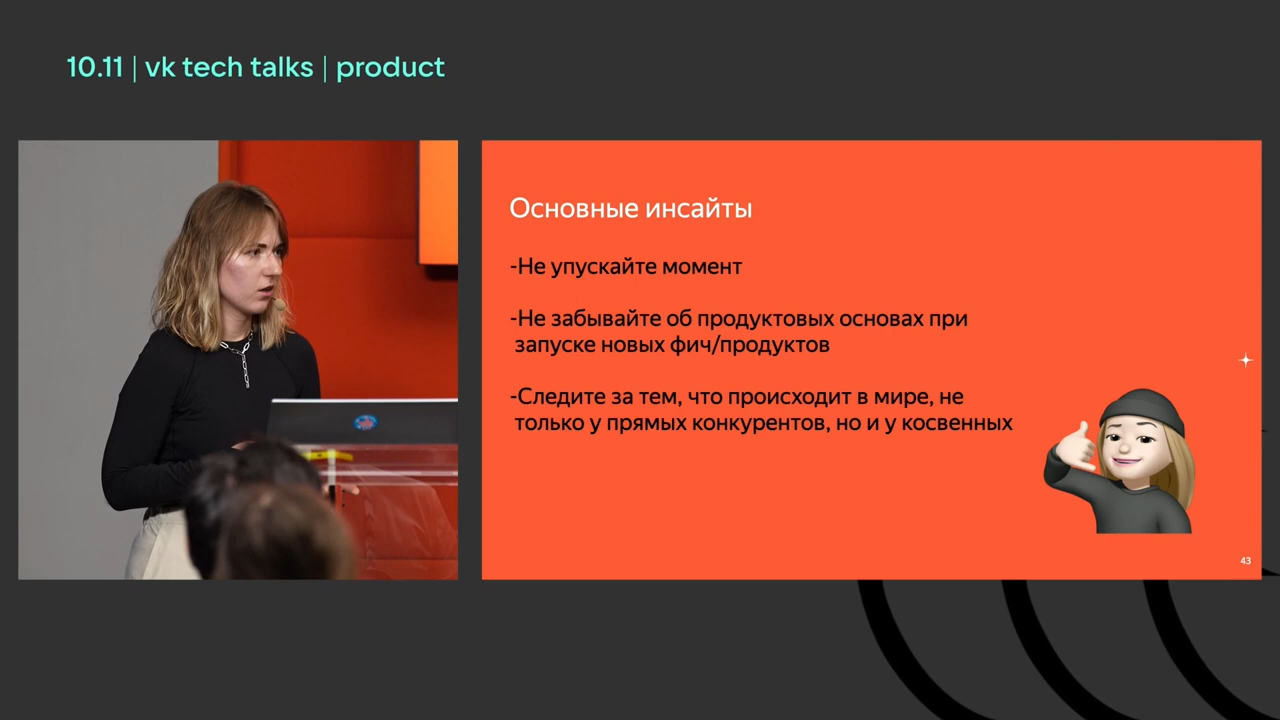 10.11 | vk tech talks | product
Основные инсайты
-Не упускайте момент
-Не забывайте об продуктовых основах при
запуске новых фич/продуктов
-Следите за тем, что происходит в мире, не
только у прямых конкурентов, но и у косвенных
43